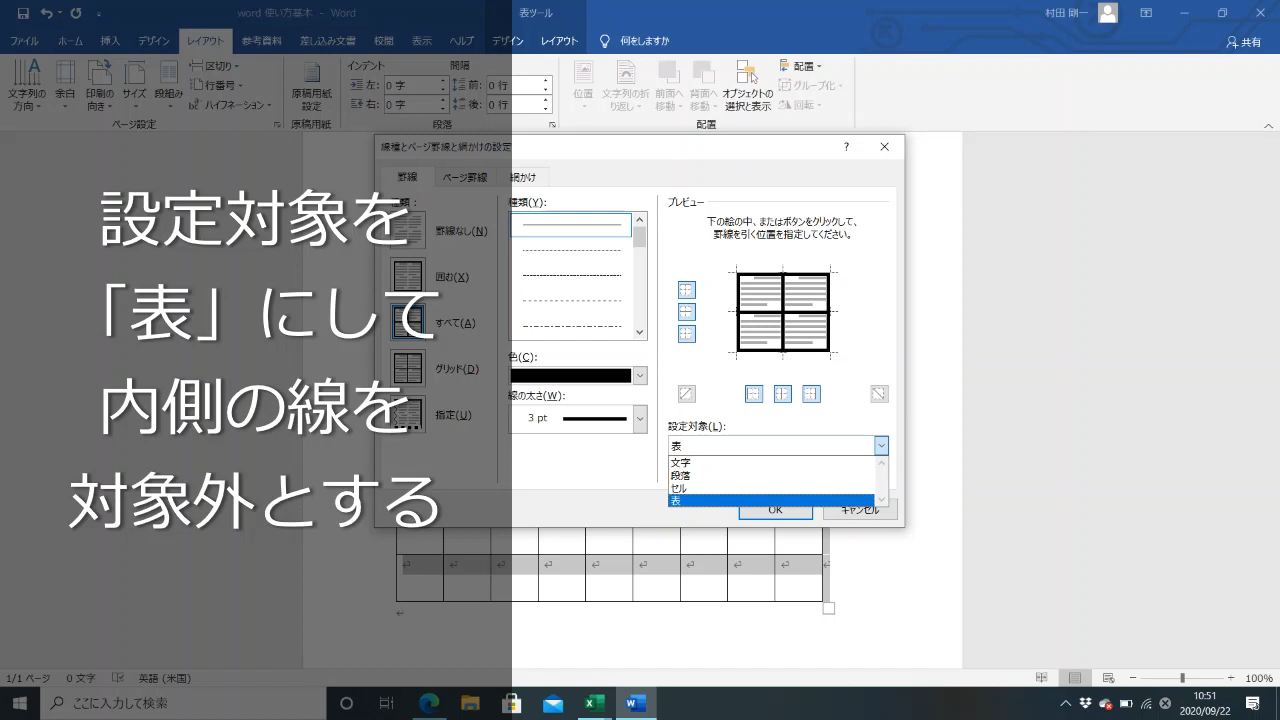 word 使い方基本 - Word
表ツール
村田 剛一
ファイル ホーム 挿入 デザイン レイアウト 参考資料 差し込み文書 校閲 表示 ヘルプ デザイン レイアウト 何をしますか
共有
文字列の方向
余白
印刷の向き
サイズ
段組み
区切り
行番号
ハイフネーション
ページ設定
原稿用紙設定
原稿用紙
インデント
間隔
左: 0 字
右: 0 字
前: 0 行
0 行
段落
位置
文字列の折り返し
前面へ移動
背面へ移動
オブジェクトの選択と表示
配置
グループ化
回転
配置
線種とページ罫線と網かけの設定
?
罫線 ページ罫線 網かけ
設定対象を
「表」にして
内側の線を
対象外とする
罫線なし(N)
囲む(X)
すべて(A)
グリッド(D)
指定(U)
種類(Y):
色(C):
線の太さ(W):
3 pt
プレビュー
下の絵の中、またはボタンをクリックして、
罫線を引く位置を指定してください。
設定対象(L):
表
文字
段落
セル
表
OK
キャンセル
1/1 ページ 0 文字 英語 (米国)
100%
ここに入力して検索
10:51
2020/09/22